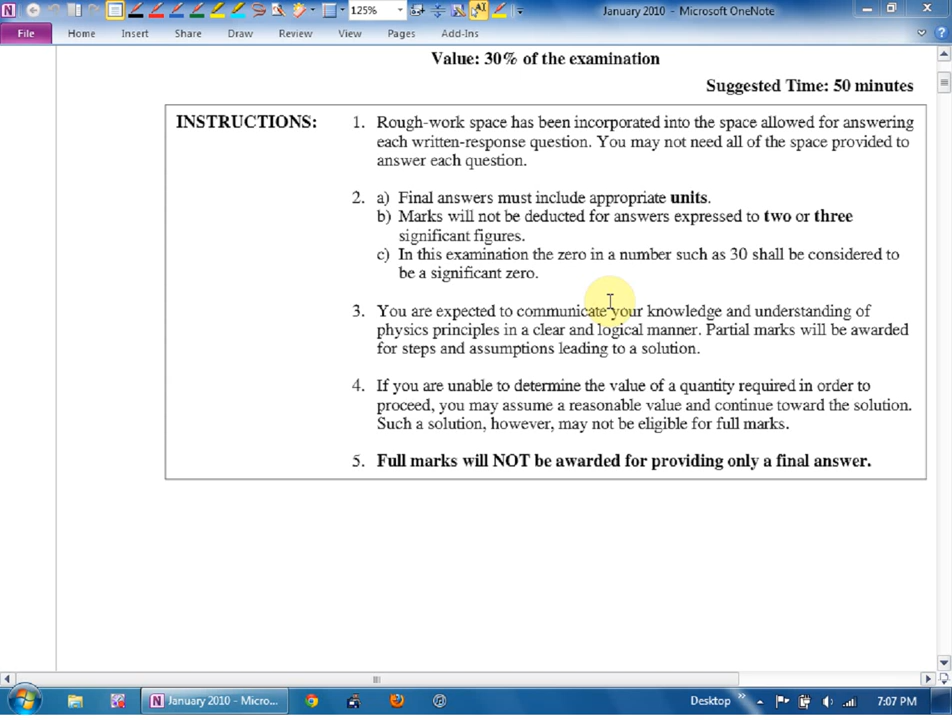 125%
January 2010 – Microsoft OneNote
File Home Insert Share Draw Review View Pages Add-Ins
Value: 30% of the examination
Suggested Time: 50 minutes
INSTRUCTIONS: 1. Rough-work space has been incorporated into the space allowed for answering
each written-response question. You may not need all of the space provided to
answer each question.
2. a) Final answers must include appropriate units.
b) Marks will not be deducted for answers expressed to two or three
significant figures.
c) In this examination the zero in a number such as 30 shall be considered to
be a significant zero.
3. You are expected to communicate your knowledge and understanding of
physics principles in a clear and logical manner. Partial marks will be awarded
for steps and assumptions leading to a solution.
4. If you are unable to determine the value of a quantity required in order to
proceed, you may assume a reasonable value and continue toward the solution.
Such a solution, however, may not be eligible for full marks.
5. Full marks will NOT be awarded for providing only a final answer.
January 2010 – Micro...
Desktop
7:07 PM